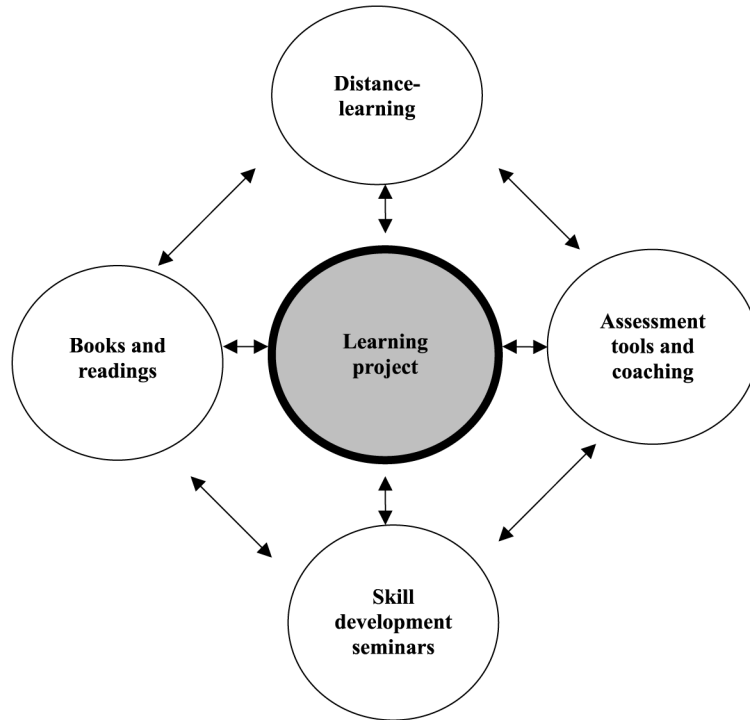 Distance-
learning
Books and
readings
Learning
project
Assessment
tools and
coaching
Skill
development
seminars